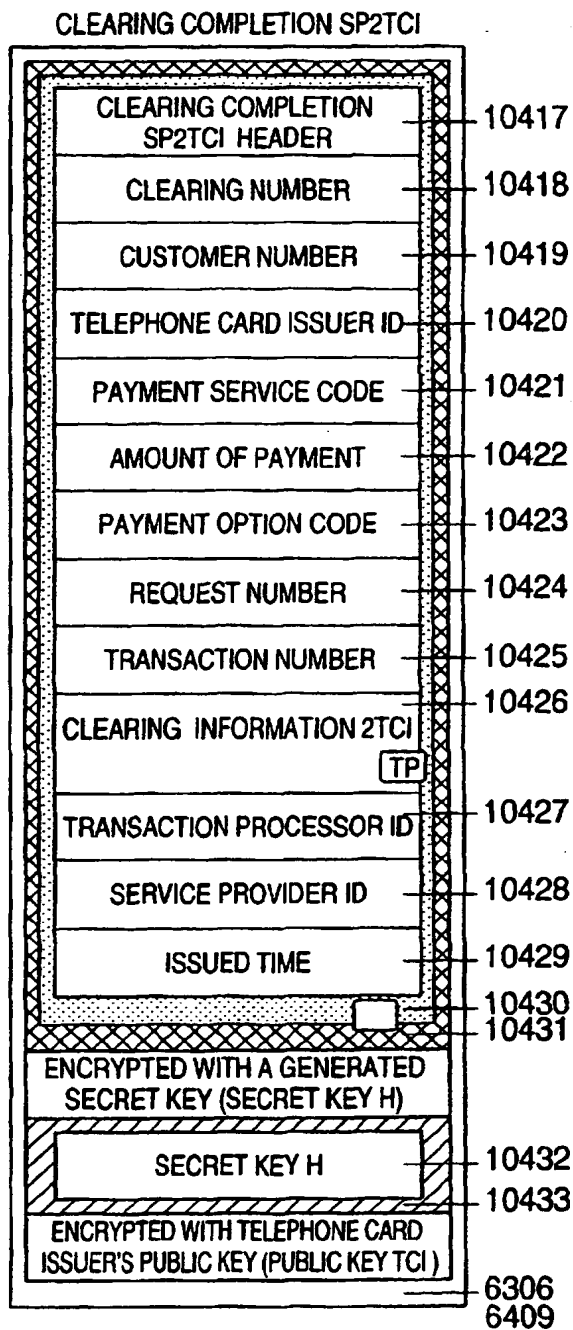 CLEARING COMPLETION SP2TCI
CLEARING COMPLETION
SP2TCI HEADER
10417
CLEARING NUMBER
10418
CUSTOMER NUMBER
10419
TELEPHONE CARD ISSUER ID
10420
PAYMENT SERVICE CODE
10421
AMOUNT OF PAYMENT
10422
PAYMENT OPTION CODE
10423
REQUEST NUMBER
10424
TRANSACTION NUMBER
10425
10426
CLEARING INFORMATION 2TCI
TP
TRANSACTION PROCESSOR ID
10427
SERVICE PROVIDER ID
10428
ISSUED TIME
10429
10430
10431
ENCRYPTED WITH A GENERATED
SECRET KEY (SECRET KEY H)
SECRET KEY H
10432
10433
ENCRYPTED WITH TELEPHONE CARD
ISSUER'S PUBLIC KEY (PUBLIC KEY TCI )
6306
6409